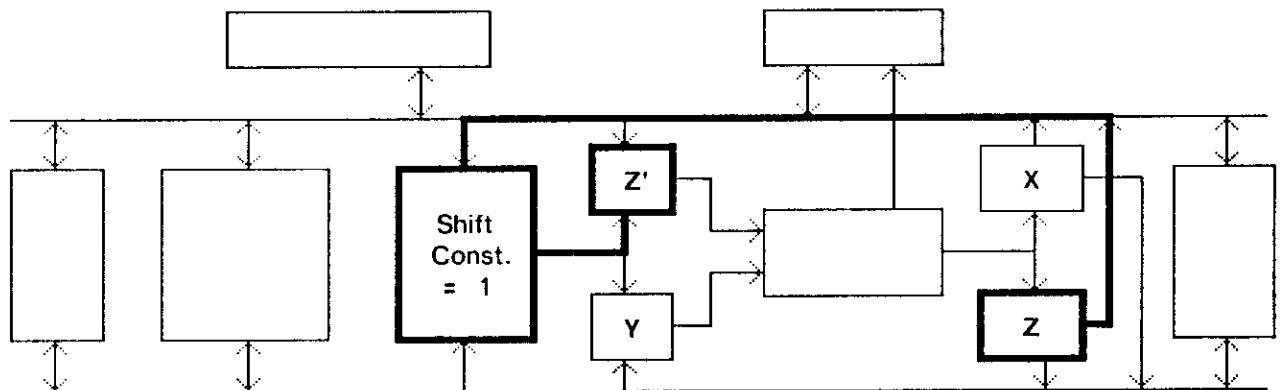 Z'
X
Shift
Const.
= 1
Y
Z